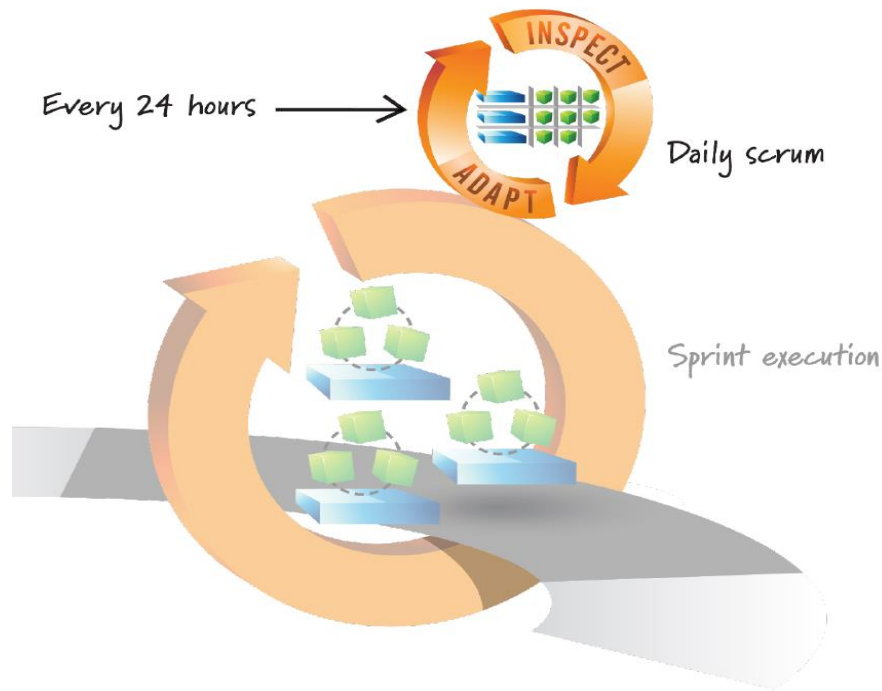 INSPECT
Every 24 hours
Daily scrum
ADAPT
Sprint execution